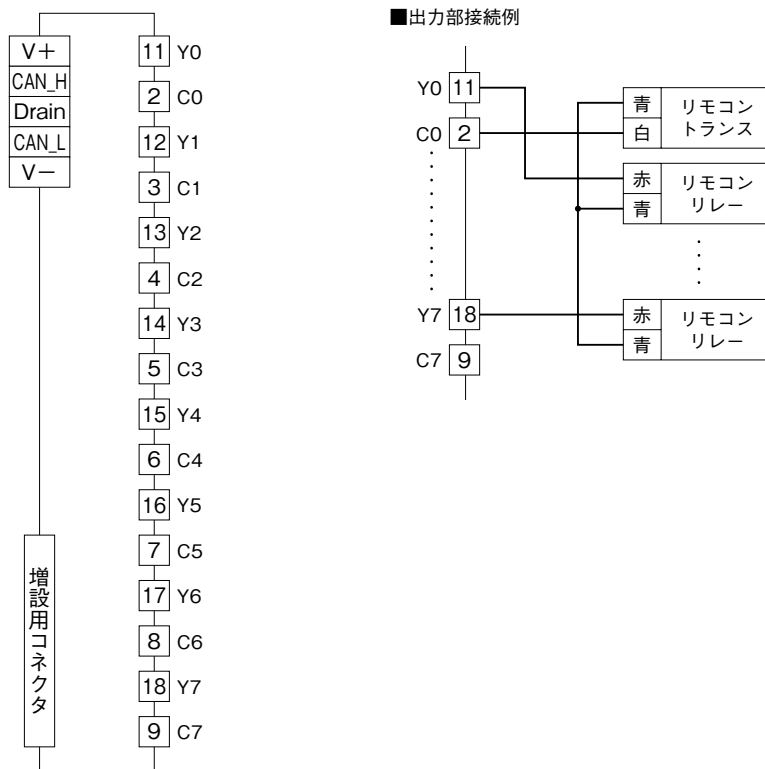 V+
CAN_H
Drain
CAN_L
V−
増設用コネクタ
11 Y0
2 C0
12 Y1
3 C1
13 Y2
4 C2
14 Y3
5 C3
15 Y4
6 C4
16 Y5
7 C5
17 Y6
8 C6
18 Y7
9 C7
■出力部接続例
Y0 11
C0 2
Y7 18
C7 9
青
白
リモコン
トランス
赤
青
リモコン
リレー
赤
青
リモコン
リレー